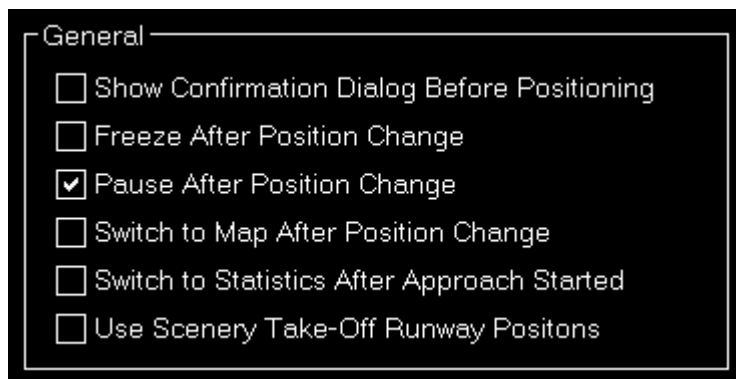 General
Show Confirmation Dialog Before Positioning
Freeze After Position Change
Pause After Position Change
Switch to Map After Position Change
Switch to Statistics After Approach Started
Use Scenery Take-Off Runway Positons